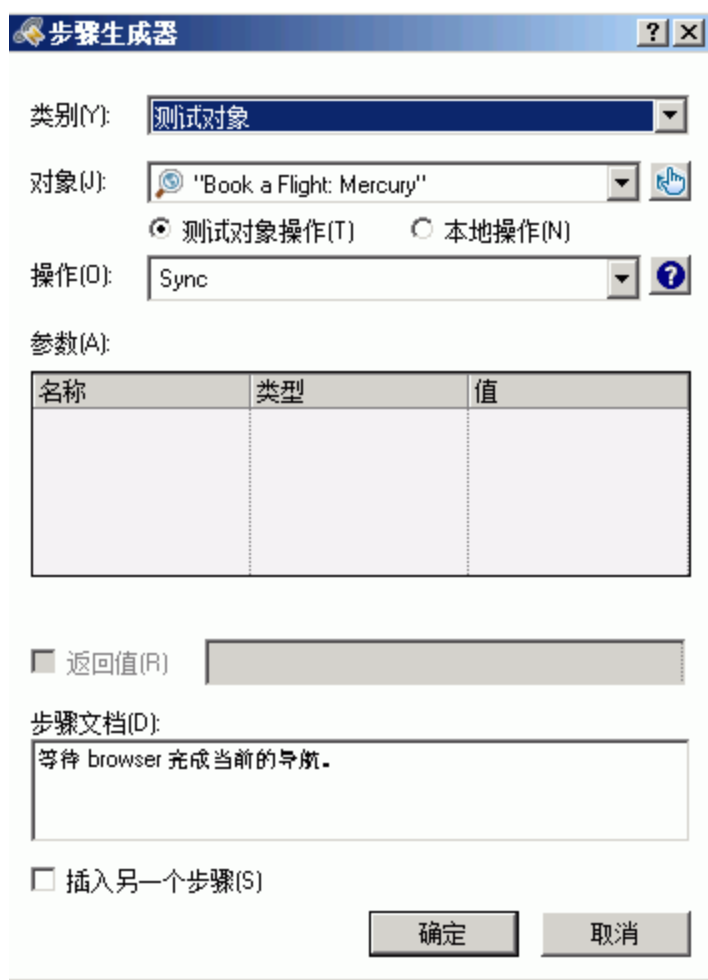 步骤生成器
类别(Y): 测试对象
对象(J): "Book a Flight: Mercury"
测试对象操作(T) 本地操作(N)
操作(O): Sync
参数(A):
名称 类型 值
返回值(R)
步骤文档(D):
等待 browser 完成当前的导航。
插入另一个步骤(S)
确定 取消